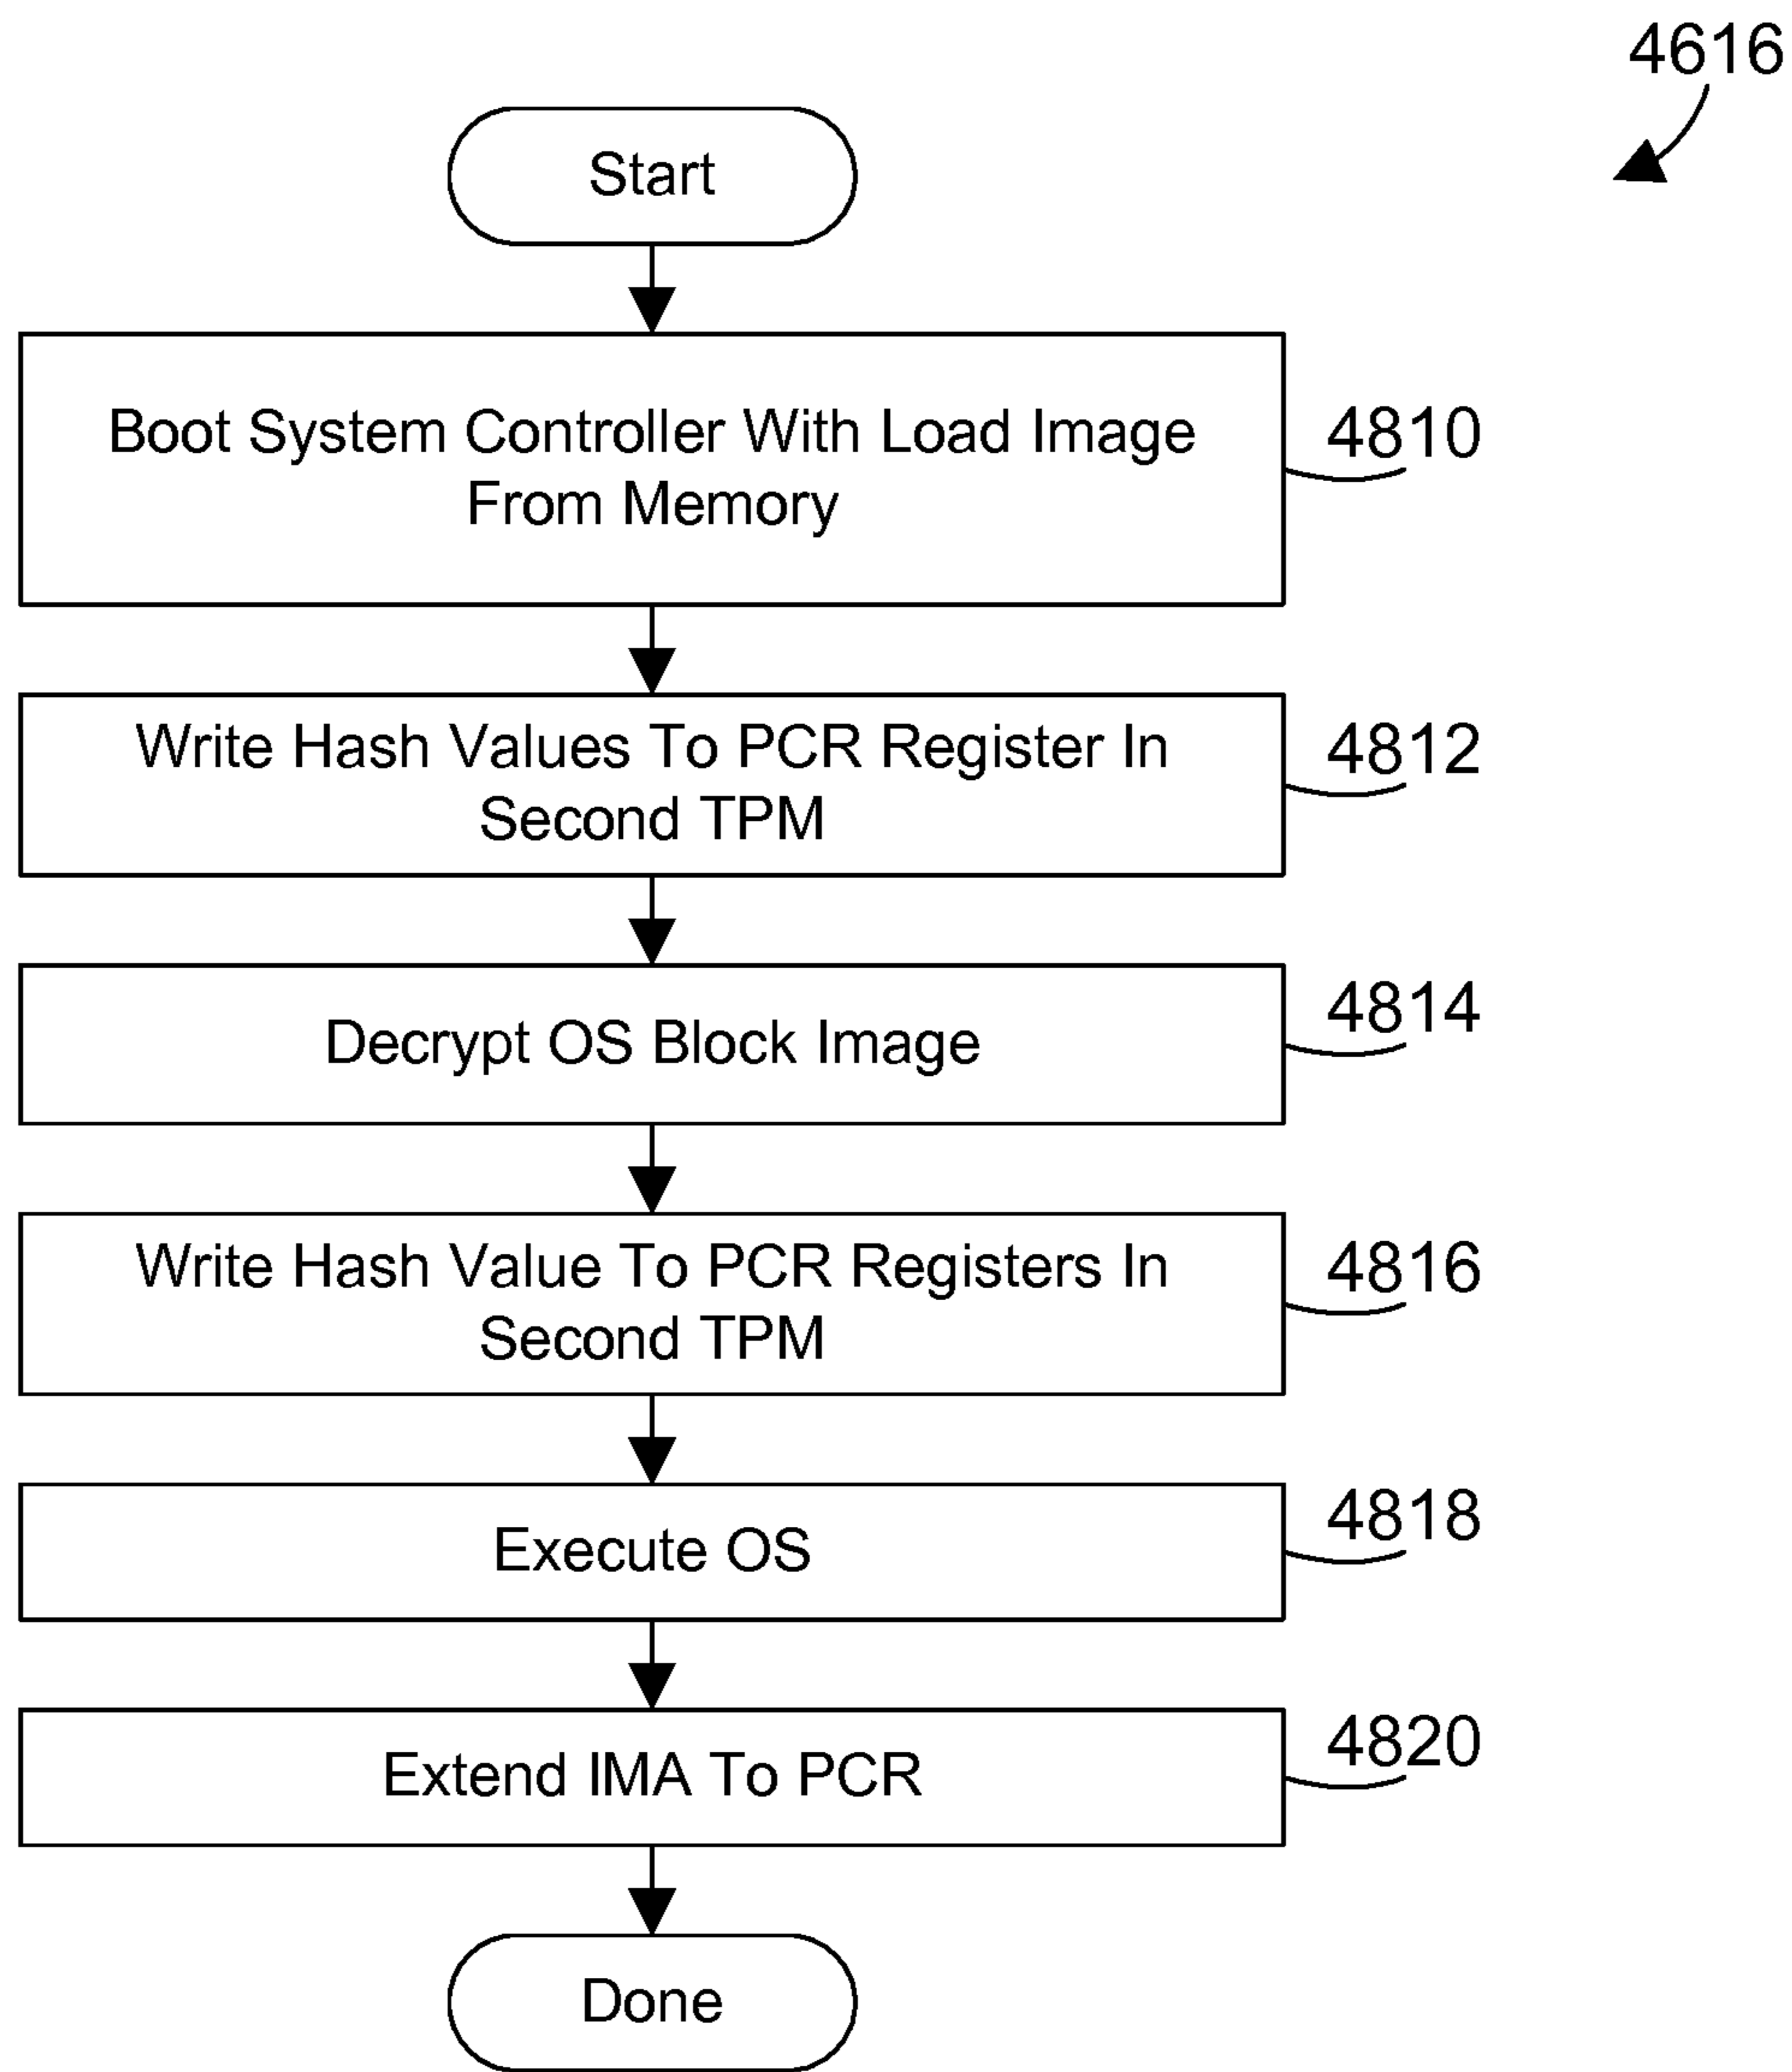 4616
Start
Boot System Controller With Load Image
From Memory
4810
Write Hash Values To PCR Register In
Second TPM
4812
Decrypt OS Block Image
4814
Write Hash Value To PCR Registers In
Second TPM
4816
Execute OS
4818
Extend IMA To PCR
4820
Done